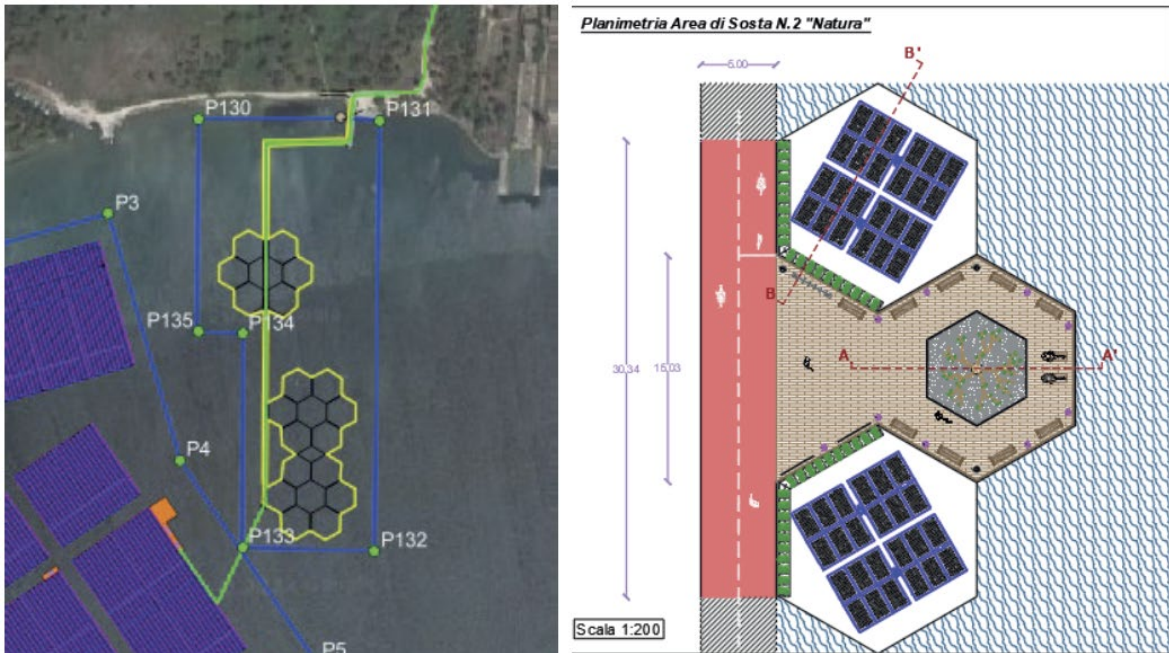 P130
P131
P3
P135
P134
P4
P133
P132
P5
Planimetria Area di Sosta N.2 "Natura"
B'
5.00
B
A
A'
30.34
15.03
Scala 1:200